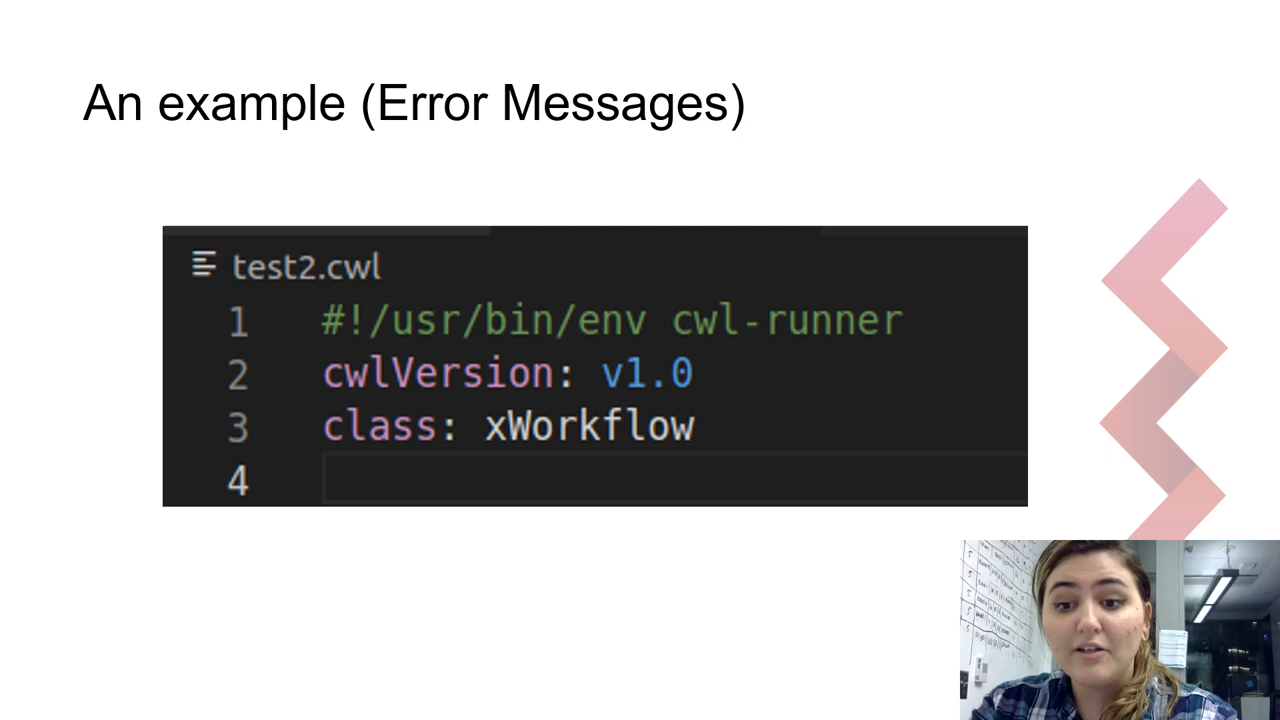 An example (Error Messages)
test2.cwl
1 #!/usr/bin/env cwl-runner
2 cwlVersion: v1.0
3 class: xWorkflow
4